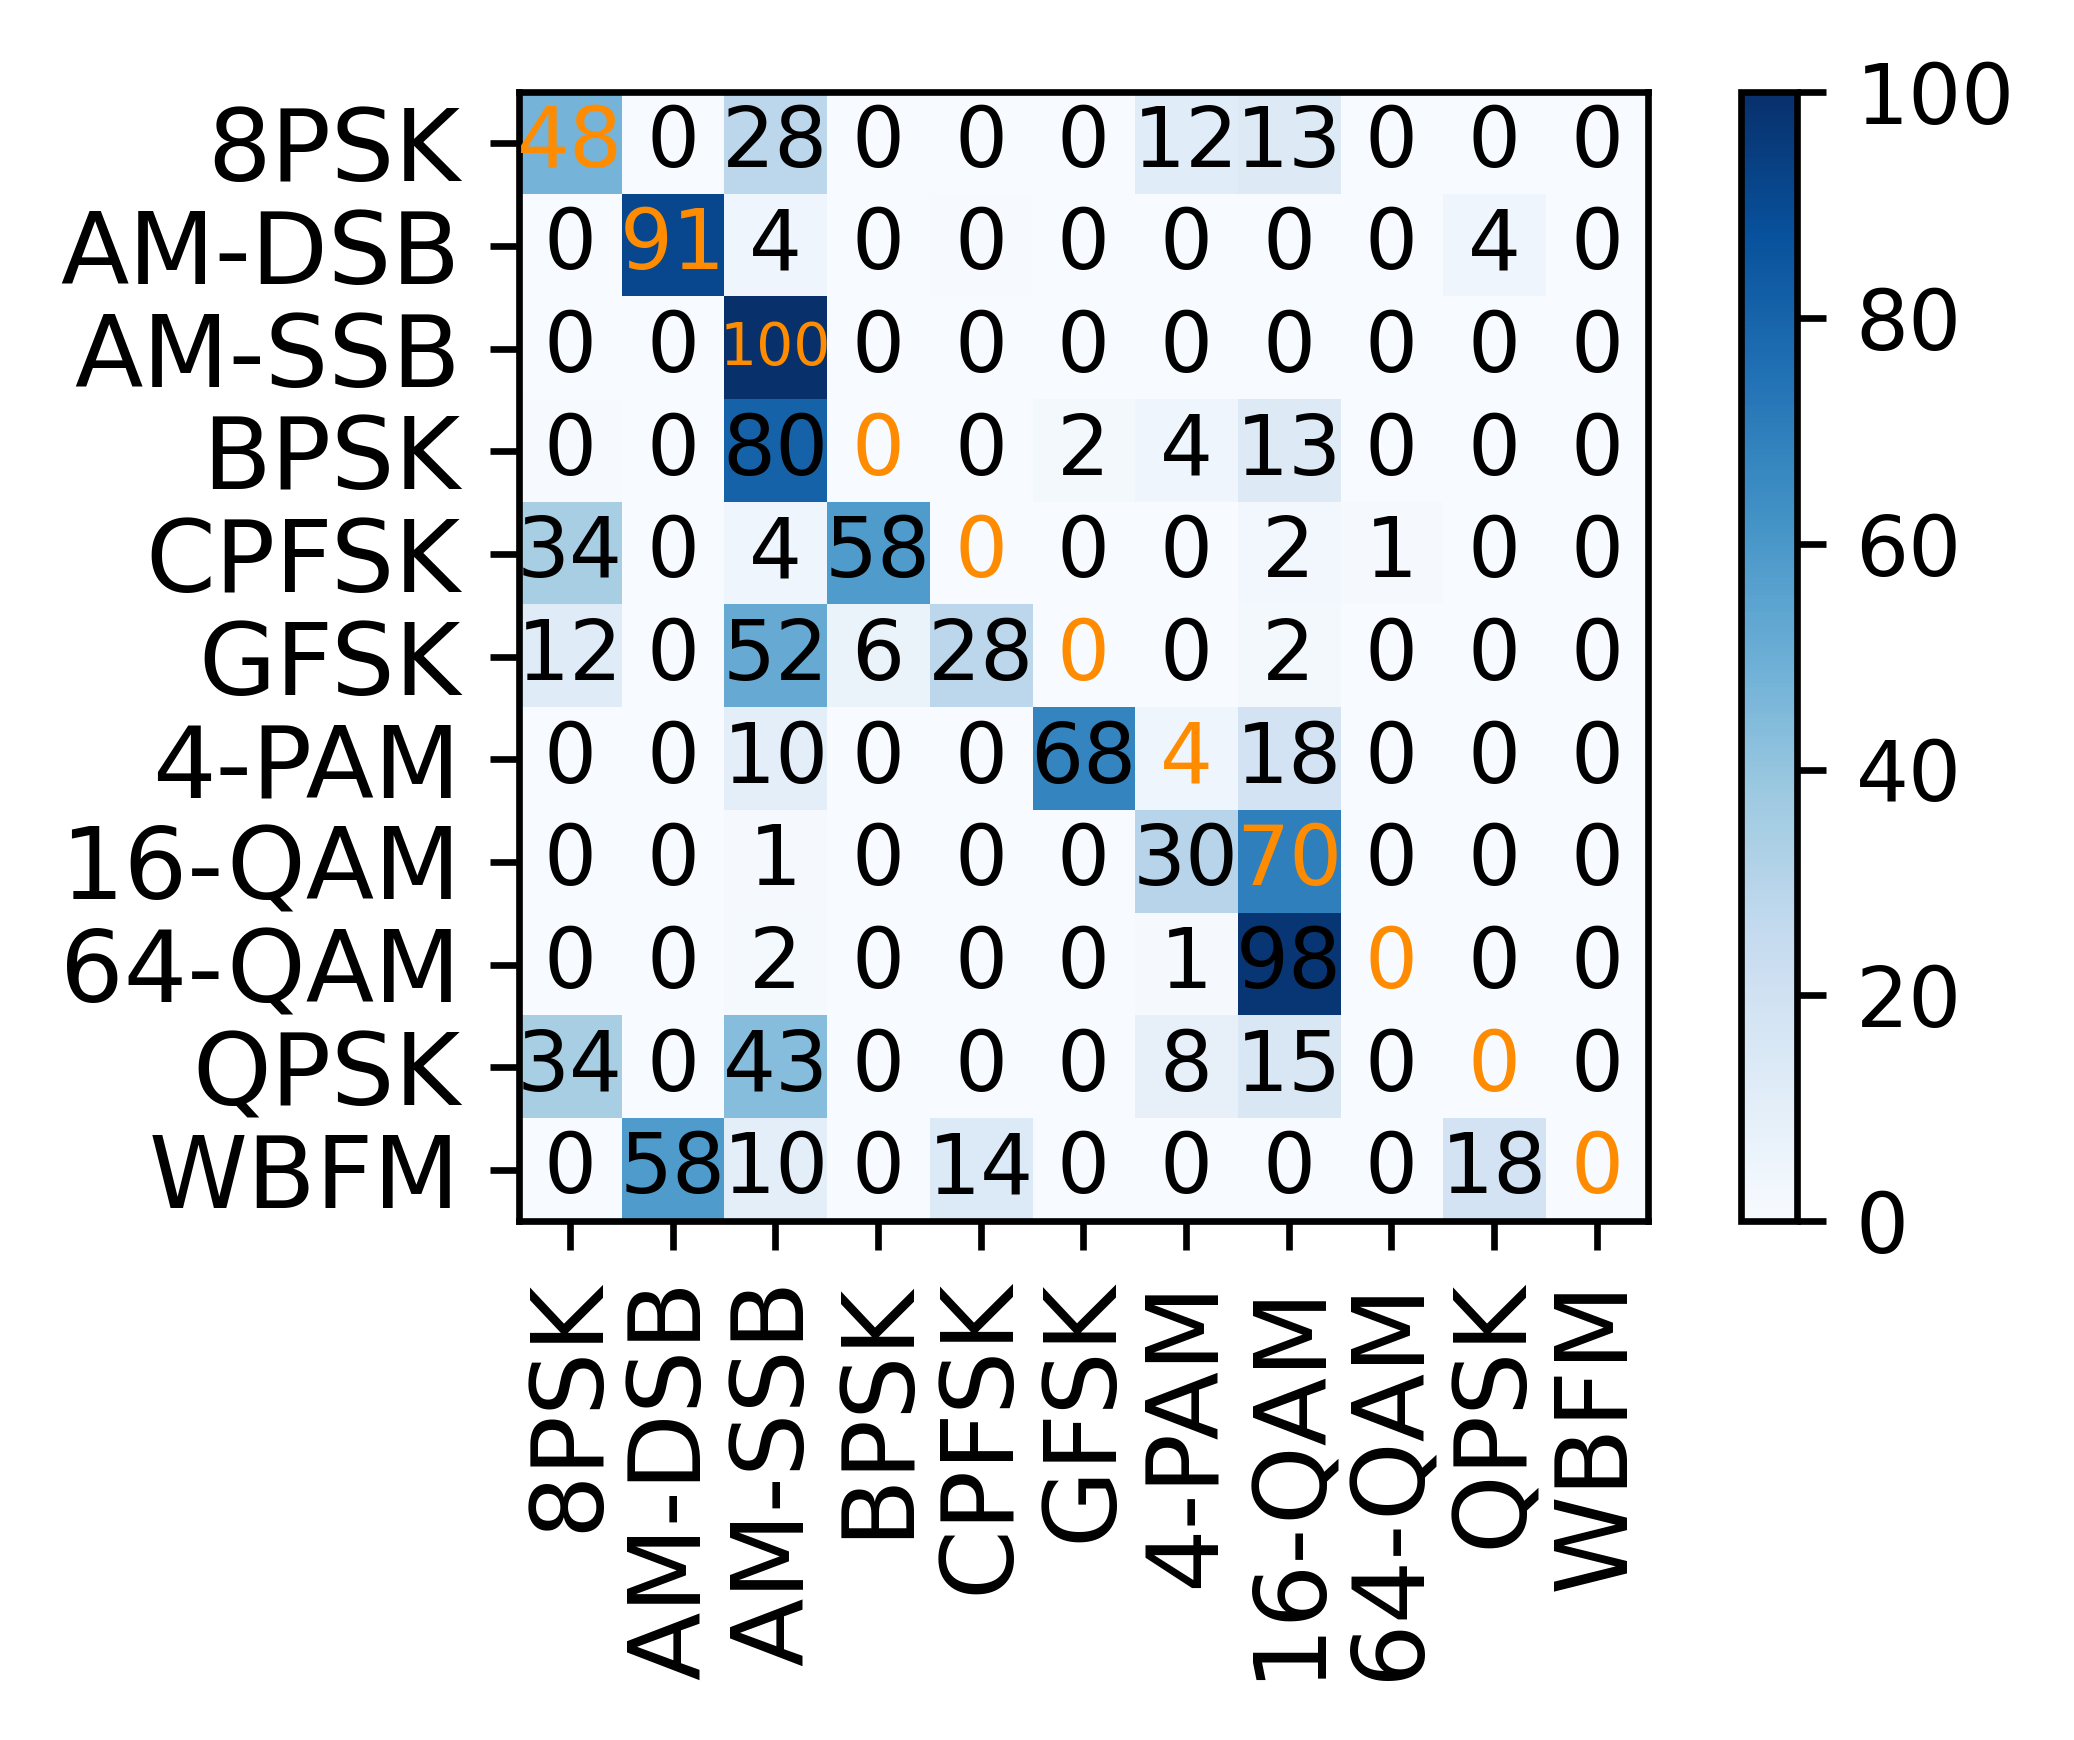 8PSK 48 0 28 0 0 0 12 13 0 0 0
AM-DSB 0 91 4 0 0 0 0 0 0 4 0
AM-SSB 0 0 100 0 0 0 0 0 0 0 0
BPSK 0 0 80 0 0 2 4 13 0 0 0
CPFSK 34 0 4 58 0 0 0 2 1 0 0
GFSK 12 0 52 6 28 0 0 2 0 0 0
4-PAM 0 0 10 0 0 68 4 18 0 0 0
16-QAM 0 0 1 0 0 0 30 70 0 0 0
64-QAM 0 0 2 0 0 0 1 98 0 0 0
QPSK 34 0 43 0 0 0 8 15 0 0 0
WBFM 0 58 10 0 14 0 0 0 0 18 0
8PSK
AM-DSB
AM-SSB
BPSK
CPFSK
GFSK
4-PAM
16-QAM
64-QAM
QPSK
WBFM
100
80
60
40
20
0